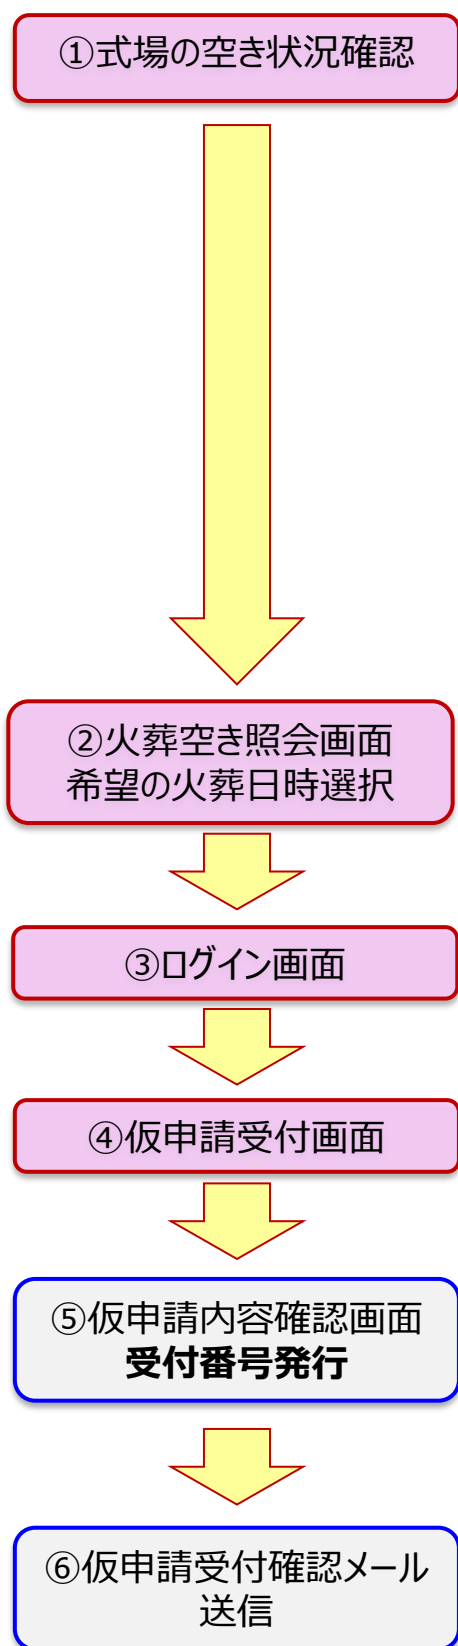 ①式場の空き状況確認
②火葬空き照会画面
希望の火葬日時選択
③ログイン画面
④仮申請受付画面
⑤仮申請内容確認画面
受付番号発行
⑥仮申請受付確認メール
送信